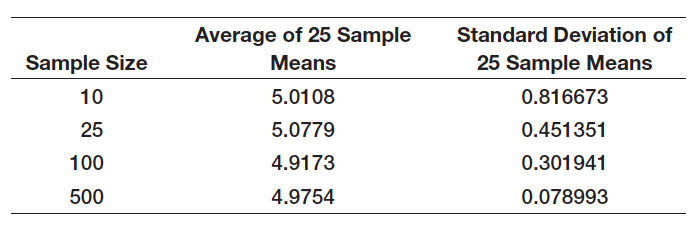 Average of 25 Sample Standard Deviation of
Sample Size Means 25 Sample Means
10 5.0108 0.816673
25 5.0779 0.451351
100 4.9173 0.301941
500 4.9754 0.078993